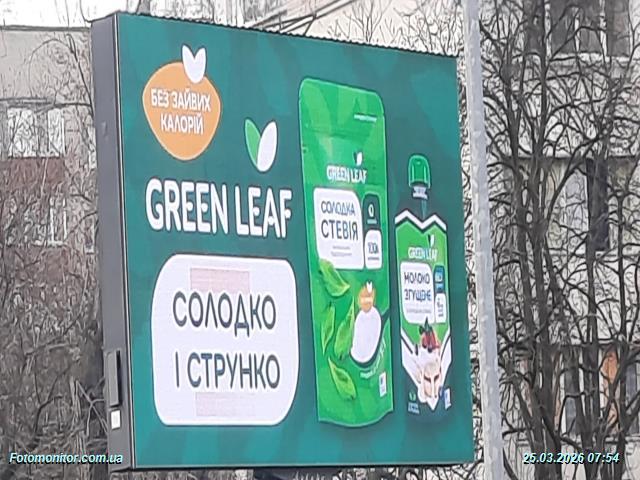 БЕЗ ЗАЙВИХ
КАЛОРІЙ
GREEN LEAF
СОЛОДКО
І СТРУНКО
GREEN LEAF
СОЛОДКА
СТЕВІЯ
GREEN LEAF
МОЛОКО
ЗГУЩЕНЕ
Fotomonitor.com.ua
25.03.2026 07:54